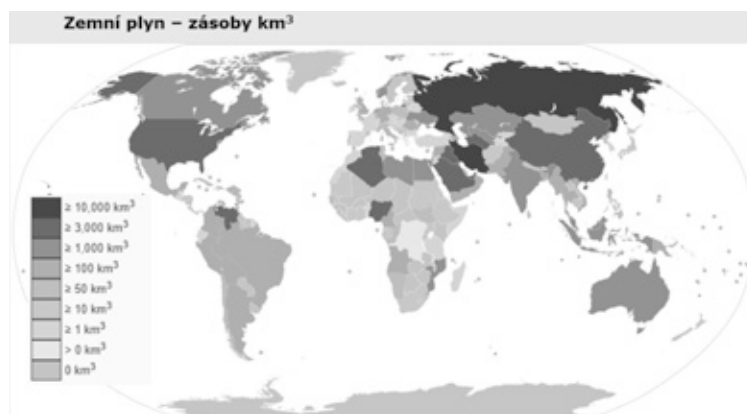 Zemní plyn – zásoby km³
≥ 10,000 km³
≥ 3,000 km³
≥ 1,000 km³
≥ 100 km³
≥ 50 km³
≥ 10 km³
≥ 1 km³
> 0 km³
0 km³